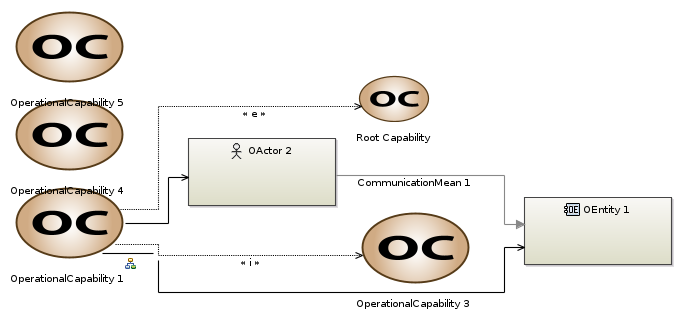 OC
OperationalCapability 5
OC
OperationalCapability 4
OC
OperationalCapability 1
« e »
OC
Root Capability
OActor 2
CommunicationMean 1
OE
OEntity 1
« i »
OC
OperationalCapability 3